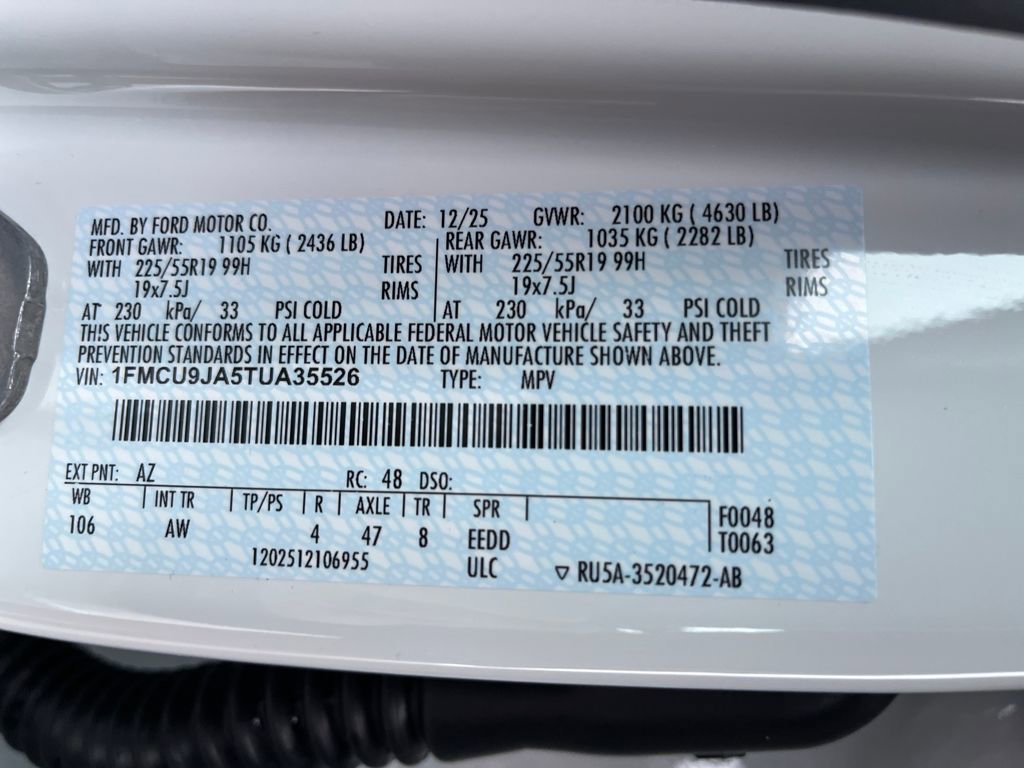 MFD. BY FORD MOTOR CO. DATE: 12/25 GVWR: 2100 KG ( 4630 LB)
FRONT GAWR: 1105 KG ( 2436 LB) REAR GAWR: 1035 KG ( 2282 LB)
WITH 225/55R19 99H TIRES WITH 225/55R19 99H TIRES
19x7.5J RIMS 19x7.5J RIMS
AT 230 kPa/ 33 PSI COLD AT 230 kPa/ 33 PSI COLD
THIS VEHICLE CONFORMS TO ALL APPLICABLE FEDERAL MOTOR VEHICLE SAFETY AND THEFT
PREVENTION STANDARDS IN EFFECT ON THE DATE OF MANUFACTURE SHOWN ABOVE.
VIN: 1FMCU9JA5TUA35526 TYPE: MPV
EXT PNT: AZ RC: 48 DSO:
WB INT TR TP/PS R AXLE TR SPR F0048
106 AW 4 47 8 EEDD T0063
1202512106955 ULC ▽ RU5A-3520472-AB